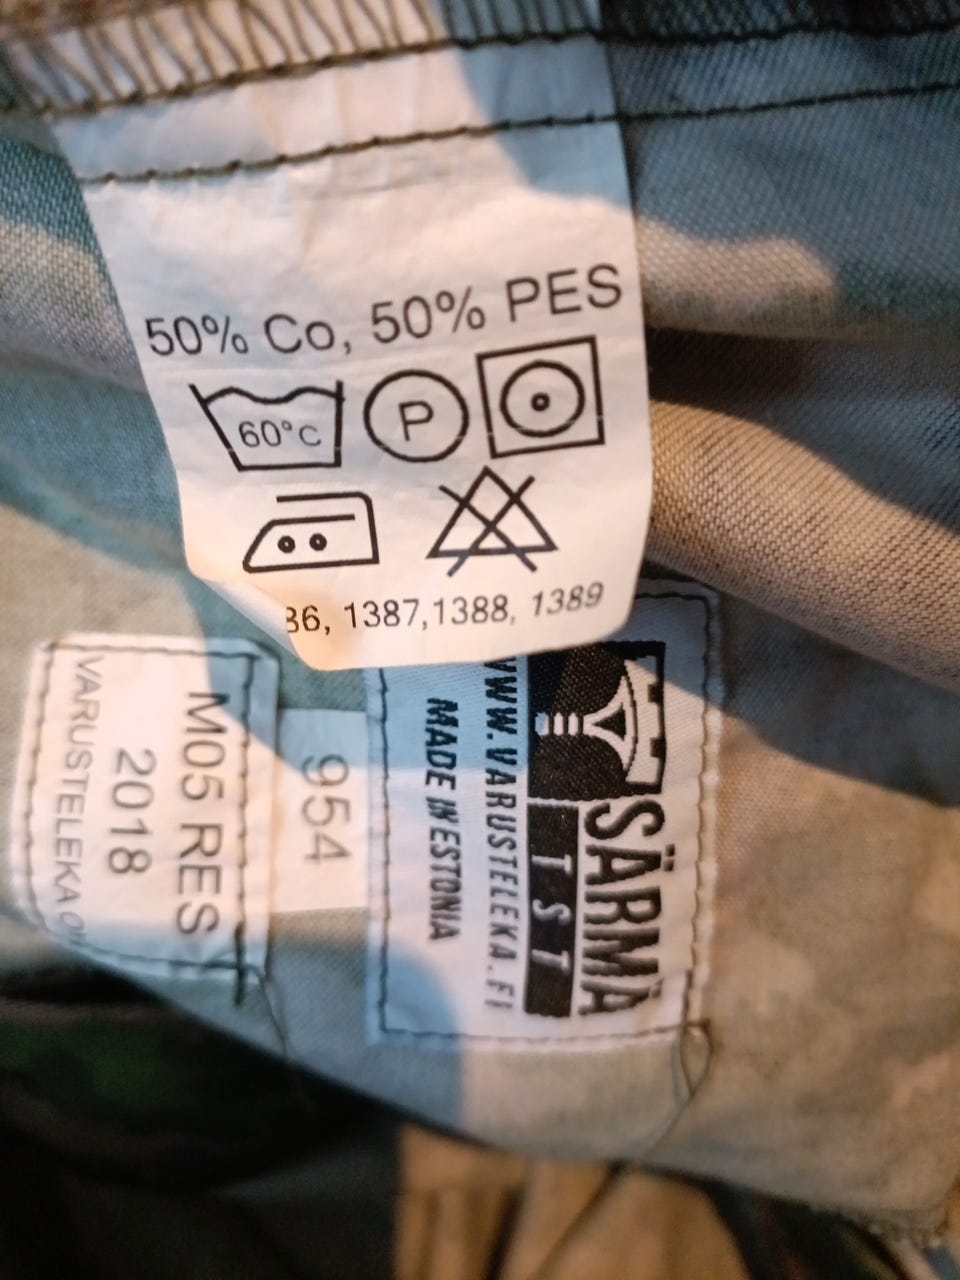 50% Co, 50% PES
60°C P
36, 1387,1388, 1389
SÄRMÄ
TST
WWW.VARUSTELEKA.FI
MADE IN ESTONIA
954
M05 RES
2018
VARUSTELEKA